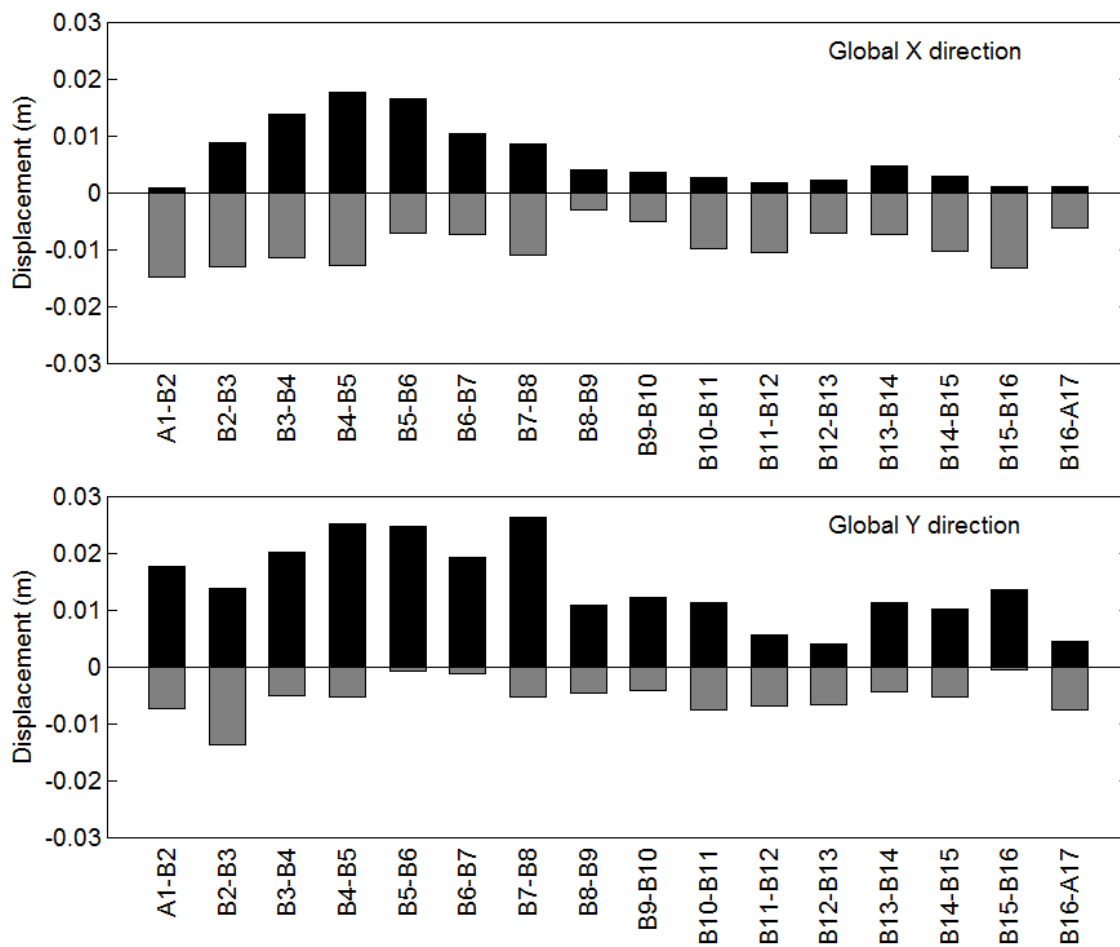 Global X direction
Displacement (m)
0.03
0.02
0.01
0
-0.01
-0.02
-0.03
A1-B2
B2-B3
B3-B4
B4-B5
B5-B6
B6-B7
B7-B8
B8-B9
B9-B10
B10-B11
B11-B12
B12-B13
B13-B14
B14-B15
B15-B16
B16-A17
Global Y direction
Displacement (m)
0.03
0.02
0.01
0
-0.01
-0.02
-0.03
A1-B2
B2-B3
B3-B4
B4-B5
B5-B6
B6-B7
B7-B8
B8-B9
B9-B10
B10-B11
B11-B12
B12-B13
B13-B14
B14-B15
B15-B16
B16-A17